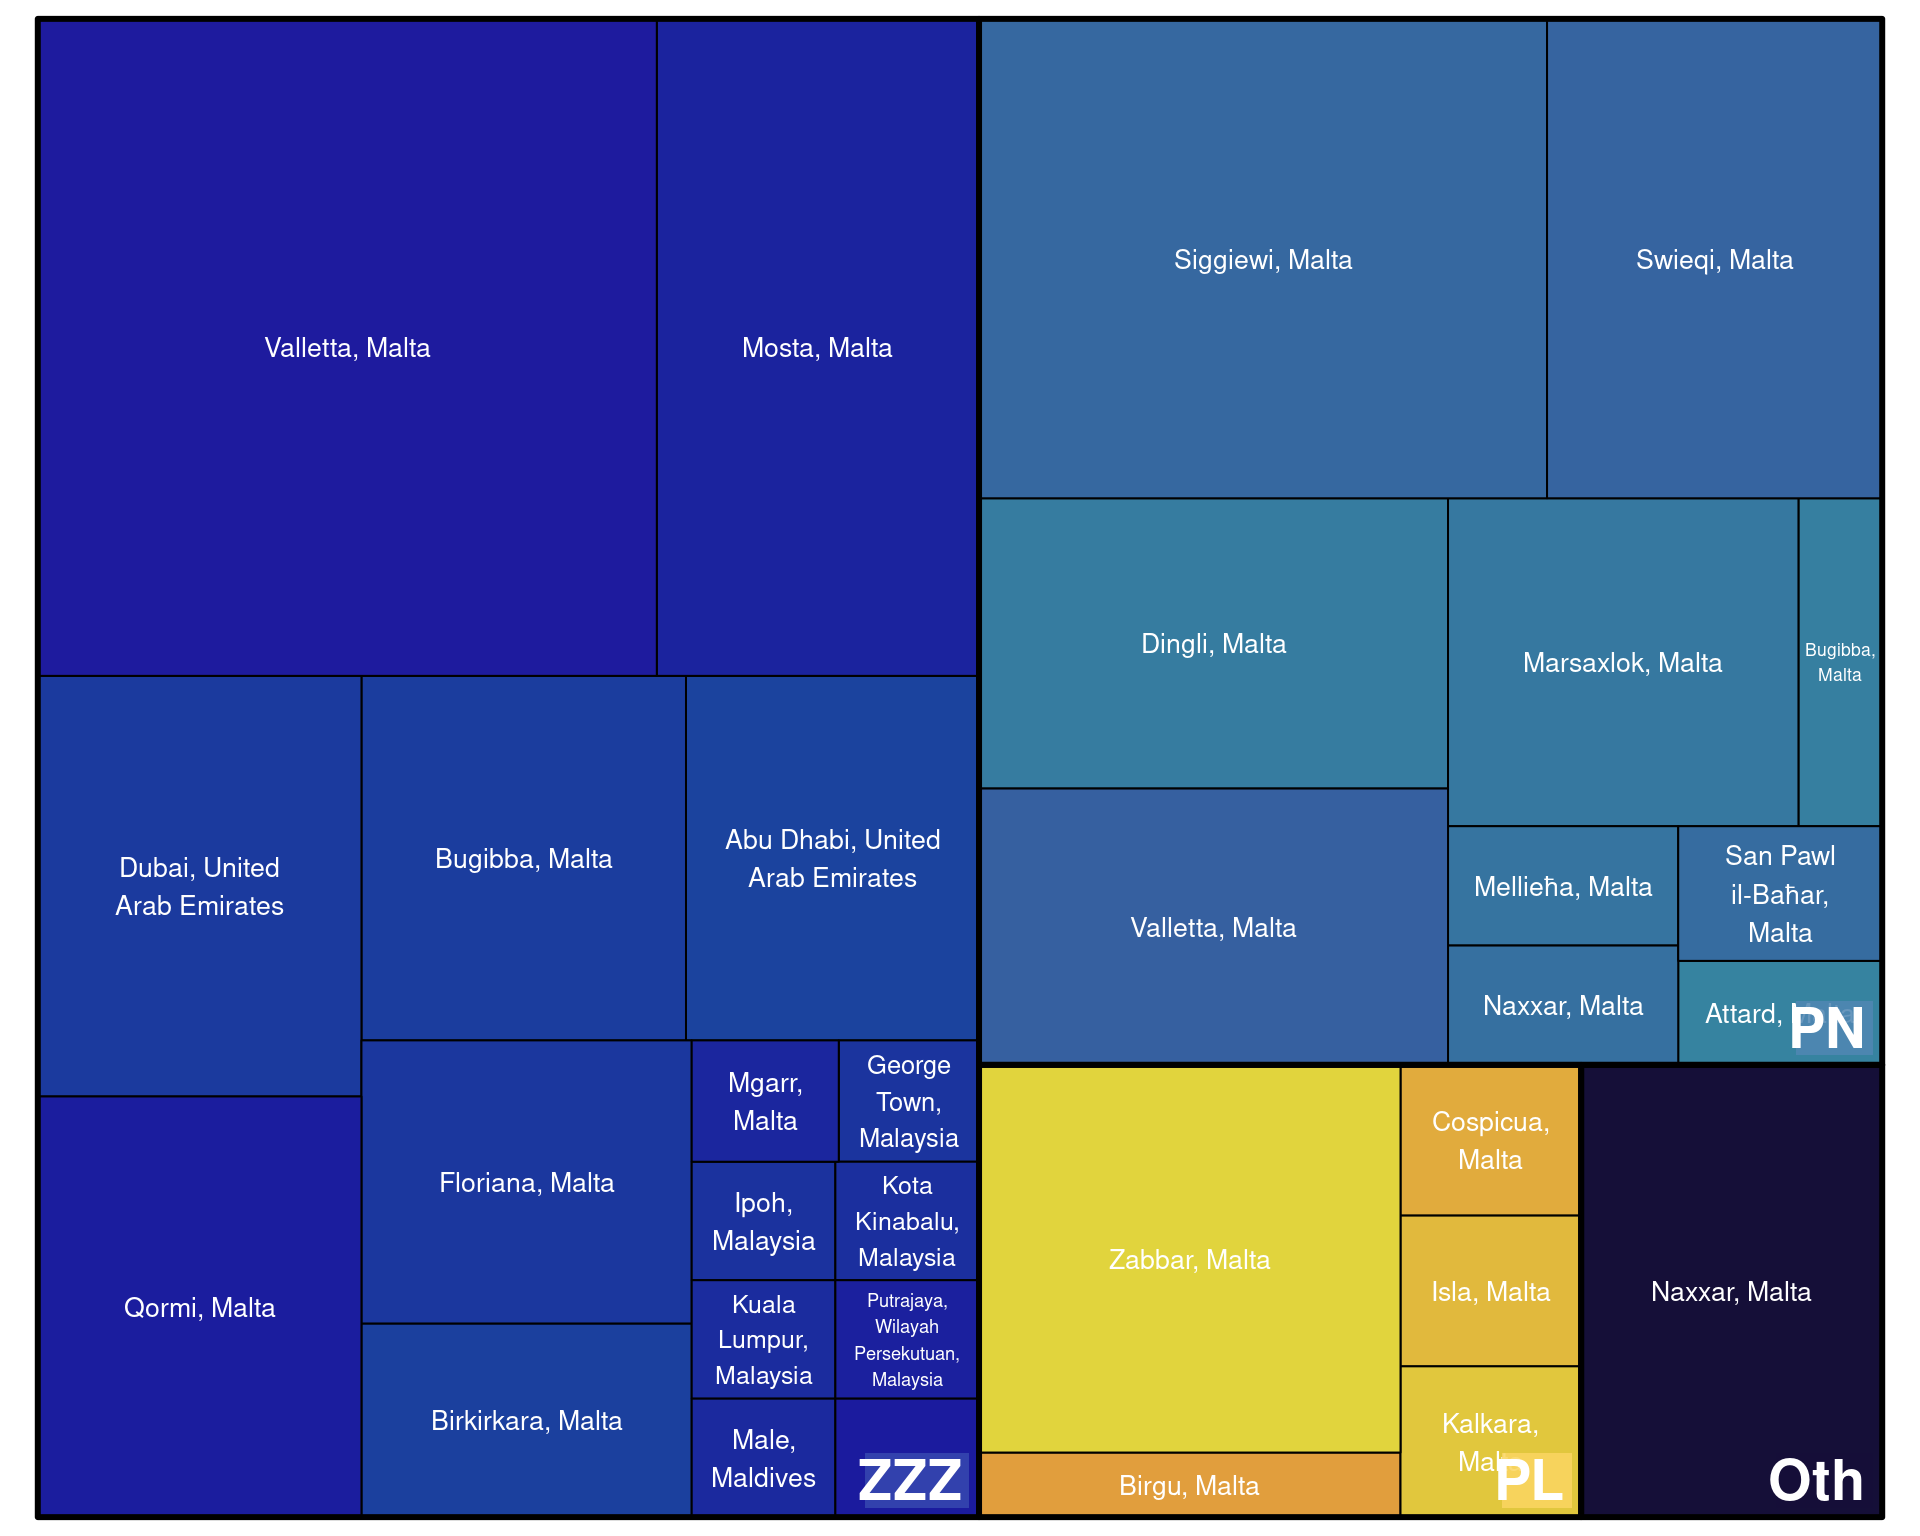 Valletta, Malta
Mosta, Malta
Dubai, United
Arab Emirates
Bugibba, Malta
Abu Dhabi, United
Arab Emirates
Qormi, Malta
Floriana, Malta
Birkirkara, Malta
Mgarr,
Malta
George
Town,
Malaysia
Ipoh,
Malaysia
Kota
Kinabalu,
Malaysia
Kuala
Lumpur,
Malaysia
Putrajaya,
Wilayah
Persekutuan,
Malaysia
Male,
Maldives
ZZZ
Siggiewi, Malta
Swieqi, Malta
Dingli, Malta
Marsaxlok, Malta
Bugibba,
Malta
Valletta, Malta
Mellieħa, Malta
San Pawl
il-Baħar,
Malta
Naxxar, Malta
Attard,
PN
Zabbar, Malta
Cospicua,
Malta
Isla, Malta
Kalkara,
Birgu, Malta
PL
Naxxar, Malta
Oth